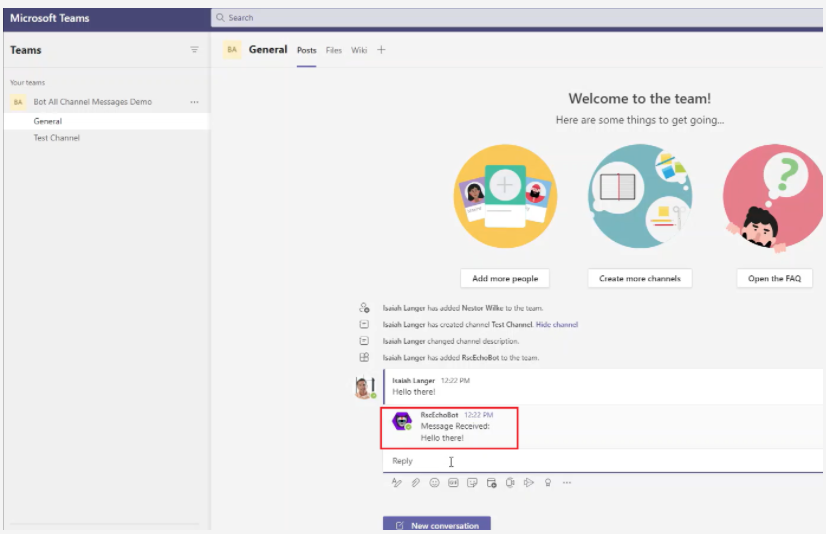 Microsoft Teams
Search
Teams
BA General Posts Files Wiki
Your teams
BA Bot All Channel Messages Demo
General
Test Channel
Welcome to the team!
Here are some things to get going...
Add more people
Create more channels
Open the FAQ
Isaiah Langer has added Nestor Wilke to the team.
Isaiah Langer has created channel Test Channel. Hide channel
Isaiah Langer changed channel description.
Isaiah Langer has added RscEchoBot to the team.
Isaiah Langer 12:22 PM
Hello there!
RscEchoBot 12:22 PM
Message Received:
Hello there!
Reply
GIF
New conversation